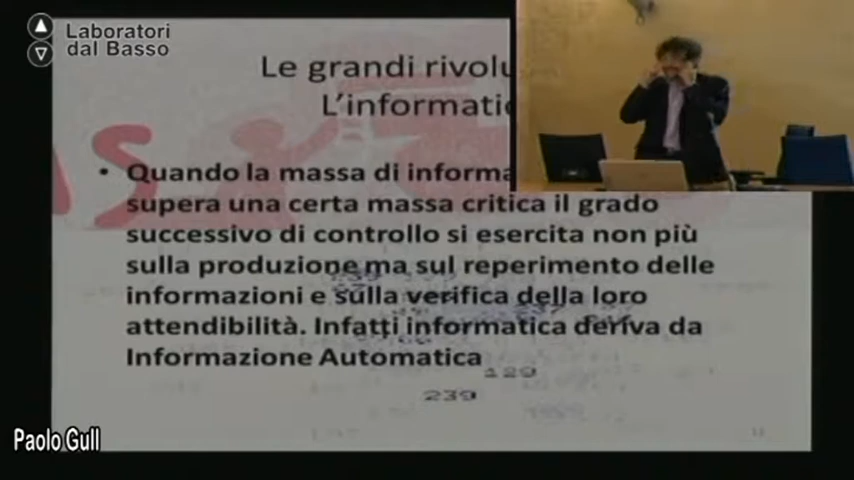 Laboratori
dal Basso
Le grandi rivolu
L'informatic
• Quando la massa di informa
supera una certa massa critica il grado
successivo di controllo si esercita non più
sulla produzione ma sul reperimento delle
informazioni e sulla verifica della loro
attendibilità. Infatti informatica deriva da
Informazione Automatica
129
239
Paolo Gull